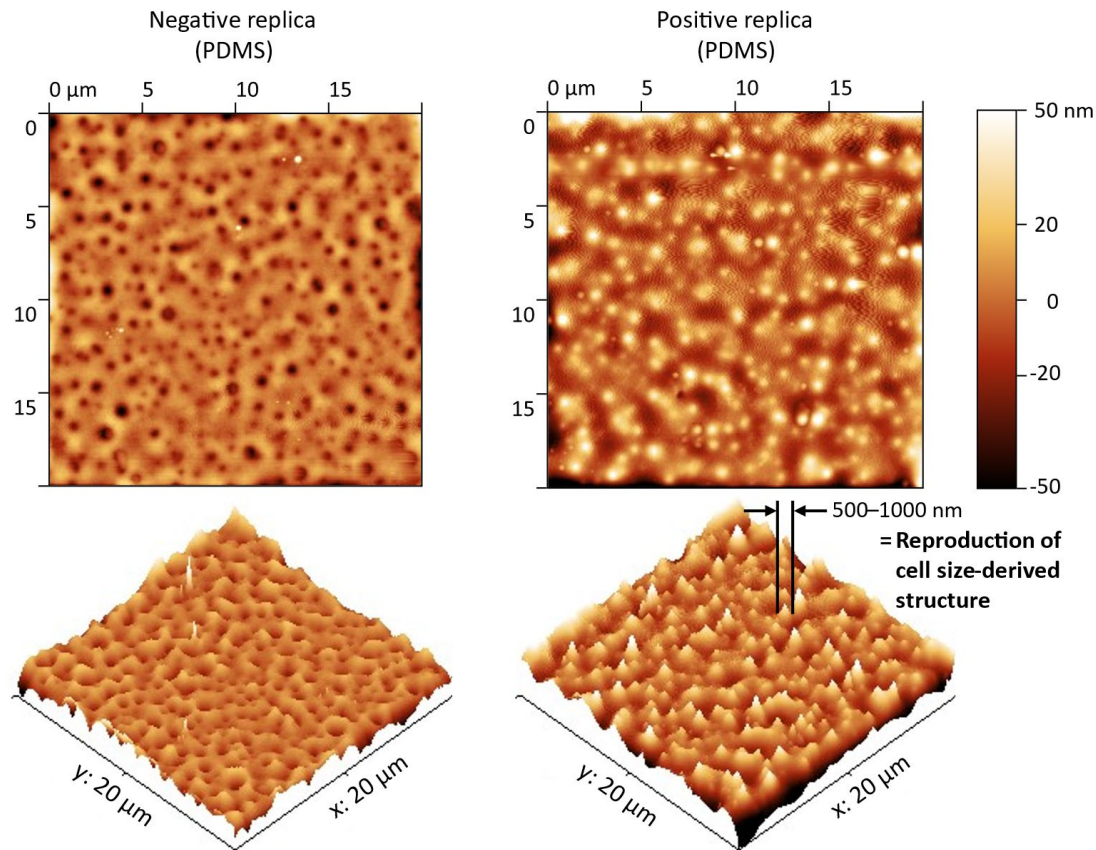 Negative replica
(PDMS)
Positive replica
(PDMS)
0 µm 5 10 15
0
5
10
15
0 µm 5 10 15
0
5
10
15
50 nm
20
0
-20
-50
500–1000 nm
= Reproduction of
cell size-derived
structure
y: 20 µm
x: 20 µm
y: 20 µm
x: 20 µm